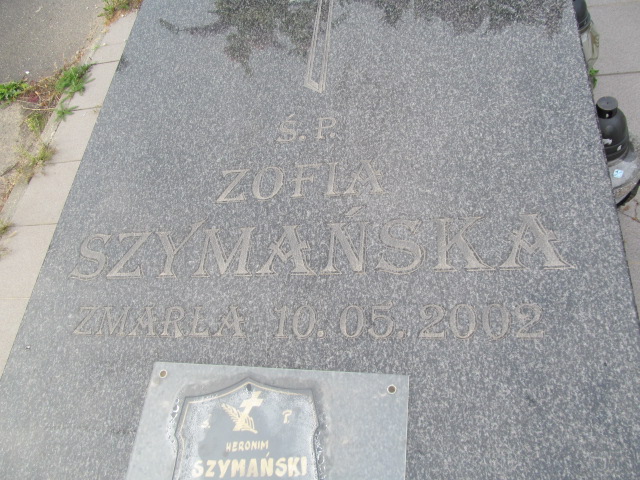 Ś.P.
ZOFIA
SZYMAŃSKA
ZMARŁA 10.05.2002
Ś. P.
HERONIM
SZYMAŃSKI